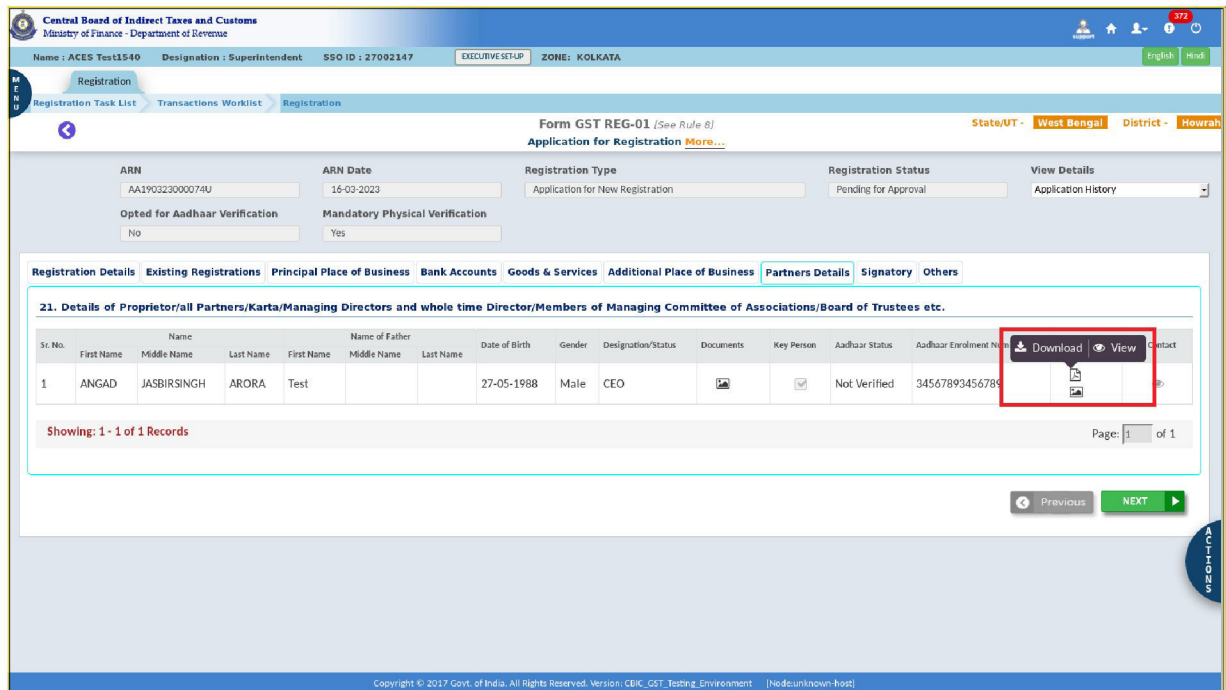 Central Board of Indirect Taxes and Customs
Ministry of Finance - Department of Revenue
support
372
Name : ACES Test1540 Designation : Superintendent SSO ID : 27002147 EXECUTIVE SET-UP ZONE: KOLKATA English Hindi
MENU
Registration
Registration Task List Transactions Worklist Registration
Form GST REG-01 [See Rule 8]
State/UT - West Bengal District - Howrah
Application for Registration More...
ARN ARN Date Registration Type Registration Status View Details
AA190323000074U 16-03-2023 Application for New Registration Pending for Approval Application History
Opted for Aadhaar Verification Mandatory Physical Verification
No Yes
Registration Details Existing Registrations Principal Place of Business Bank Accounts Goods & Services Additional Place of Business Partners Details Signatory Others
21. Details of Proprietor/all Partners/Karta/Managing Directors and whole time Director/Members of Managing Committee of Associations/Board of Trustees etc.
Sr. No. Name Name of Father Date of Birth Gender Designation/Status Documents Key Person Aadhaar Status Aadhaar Enrolment Num Download View ontact
First Name Middle Name Last Name First Name Middle Name Last Name
1 ANGAD JASBIRSINGH ARORA Test 27-05-1988 Male CEO Not Verified 34567893456789
Showing: 1 - 1 of 1 Records
Page: 1 of 1
Previous NEXT
ACTIONS
Copyright © 2017 Govt. of India. All Rights Reserved. Version: CBIC_GST_Testing_Environment [Node:unknown-host]